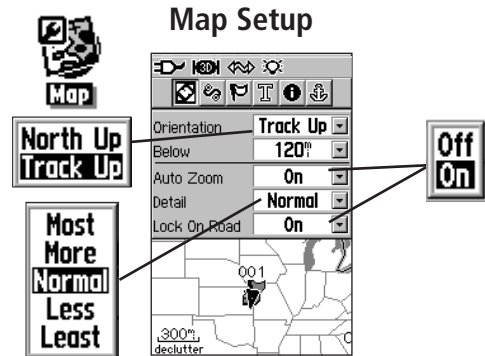 Map Setup
Map
North Up
Track Up
Most
More
Normal
Less
Least
3D
T
i
Orientation Track Up
Below 120m
Auto Zoom On
Detail Normal
Lock On Road On
001
300m
declutter
Off
On